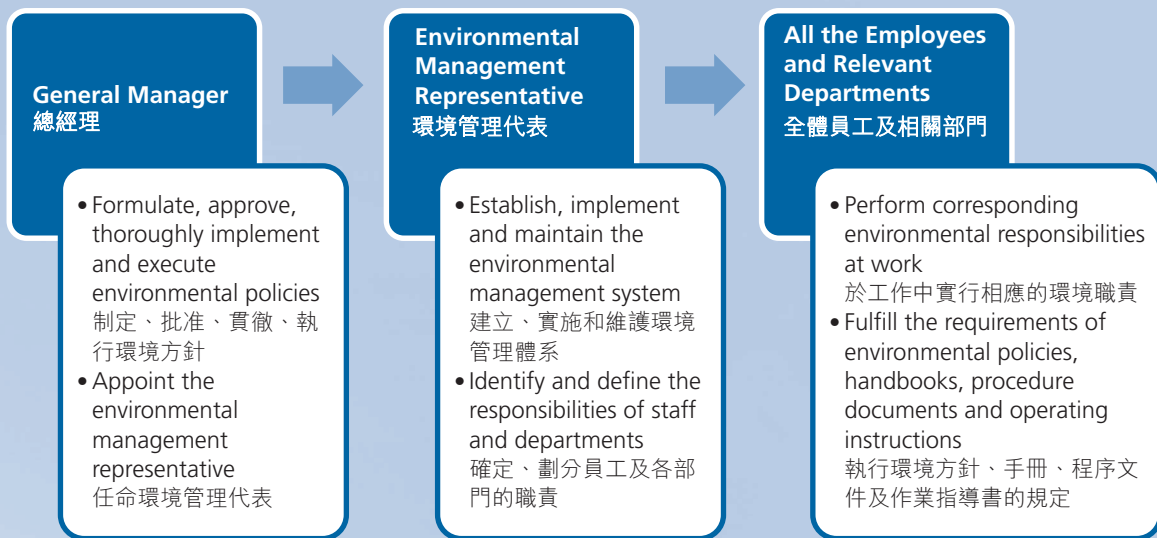 General Manager
總經理
• Formulate, approve,
thoroughly implement
and execute
environmental policies
制定、批准、貫徹、執
行環境方針
• Appoint the
environmental
management
representative
任命環境管理代表
Environmental
Management
Representative
環境管理代表
• Establish, implement
and maintain the
environmental
management system
建立、實施和維護環境
管理體系
• Identify and define the
responsibilities of staff
and departments
確定、劃分員工及各部
門的職責
All the Employees
and Relevant
Departments
全體員工及相關部門
• Perform corresponding
environmental responsibilities
at work
於工作中實行相應的環境職責
• Fulfill the requirements of
environmental policies,
handbooks, procedure
documents and operating
instructions
執行環境方針、手冊、程序文
件及作業指導書的規定